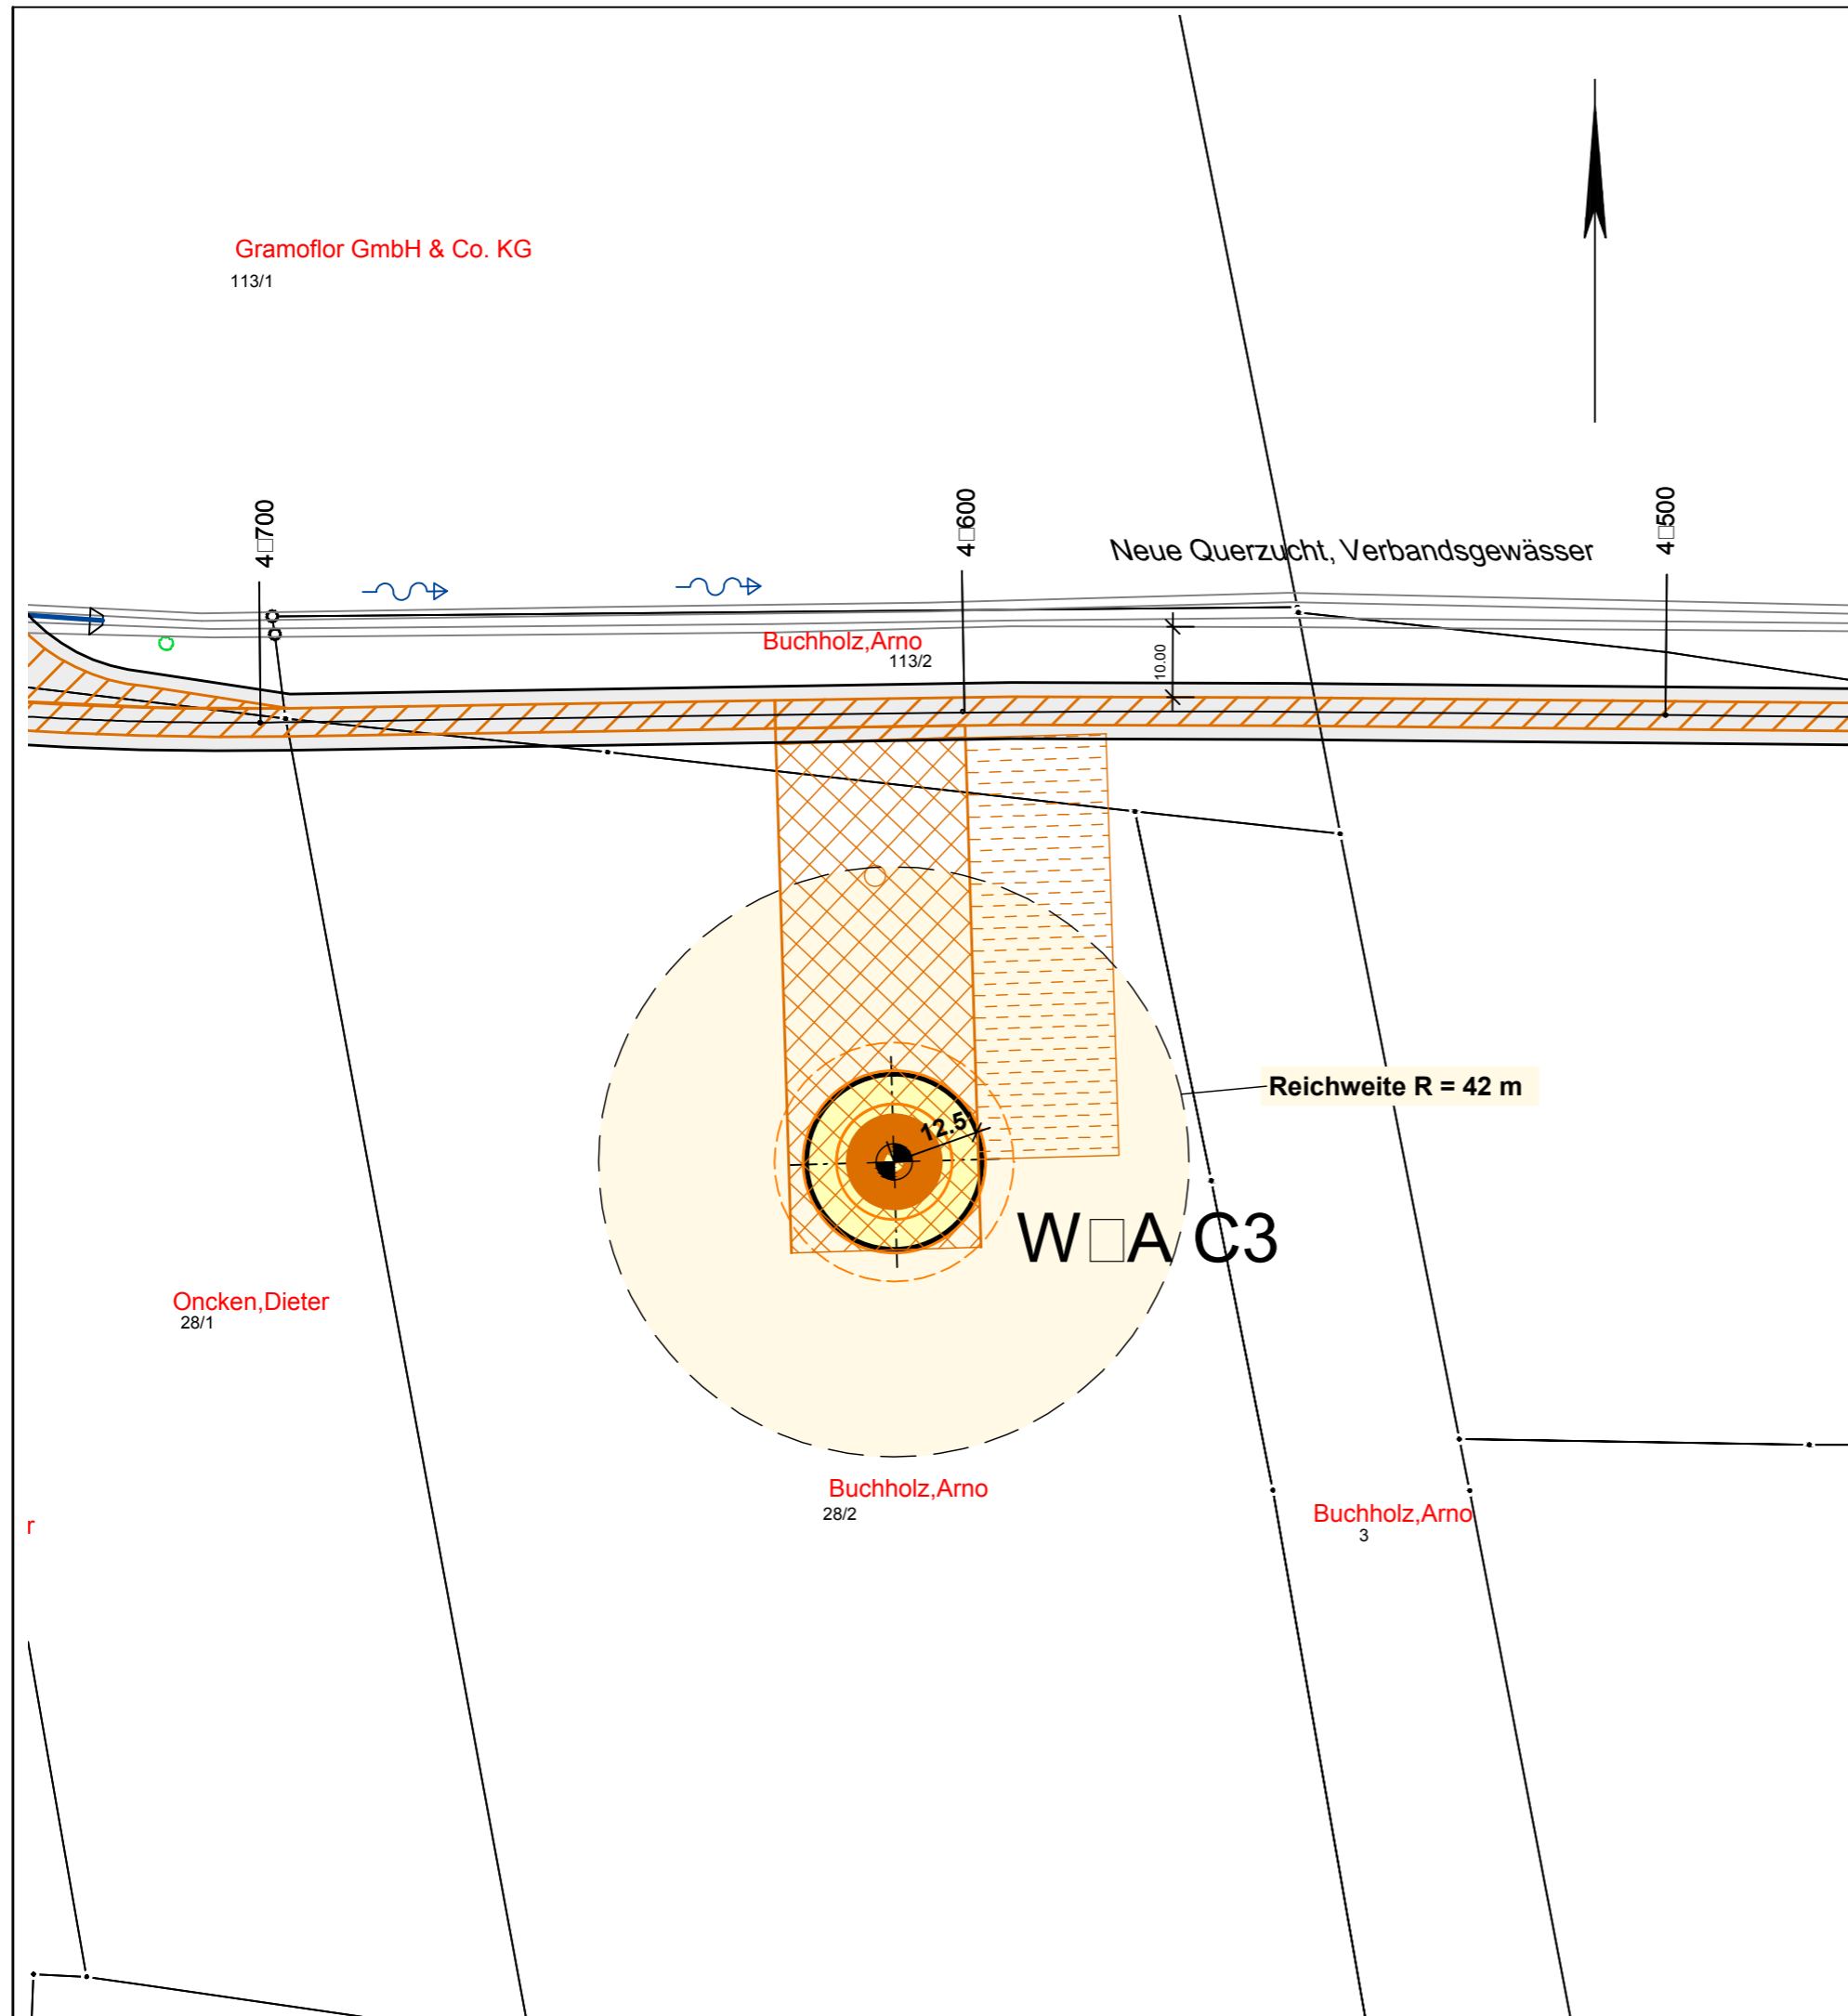 Gramoflor GmbH & Co. KG
113/1
4□700
4□600
4□500
Neue Querzucht, Verbandsgewässer
Buchholz,Arno
113/2
10.00
Reichweite R = 42 m
12.5
W□A C3
Oncken,Dieter
28/1
Buchholz,Arno
28/2
Buchholz,Arno
3
r